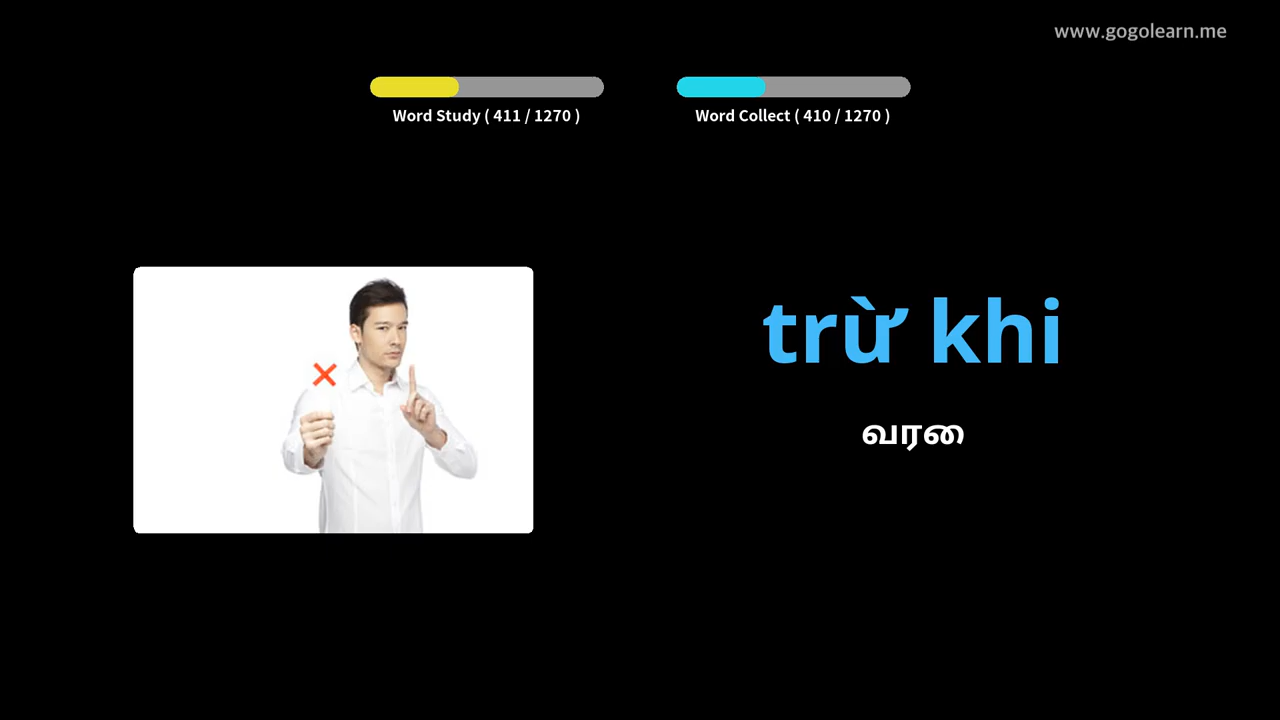 www.gogolearn.me
Word Study ( 411 / 1270 )
Word Collect ( 410 / 1270 )
trừ khi
வரை